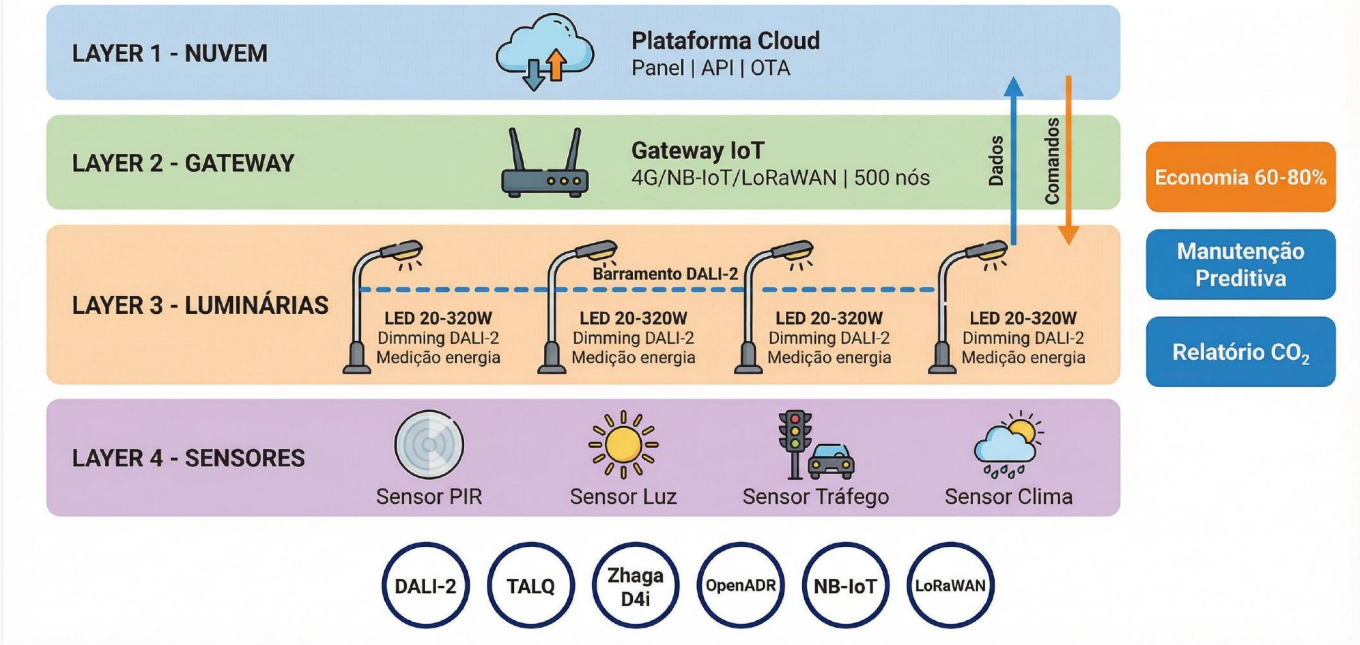 LAYER 1 - NUVEM
Plataforma Cloud
Panel | API | OTA
LAYER 2 - GATEWAY
Gateway IoT
4G/NB-IoT/LoRaWAN | 500 nós
Dados
Comandos
LAYER 3 - LUMINÁRIAS
Barramento DALI-2
LED 20-320W
Dimming DALI-2
Medição energia
LED 20-320W
Dimming DALI-2
Medição energia
LED 20-320W
Dimming DALI-2
Medição energia
LED 20-320W
Dimming DALI-2
Medição energia
LAYER 4 - SENSORES
Sensor PIR
Sensor Luz
Sensor Tráfego
Sensor Clima
Economia 60-80%
Manutenção
Preditiva
Relatório CO₂
DALI-2
TALQ
Zhaga
D4i
OpenADR
NB-IoT
LoRaWAN